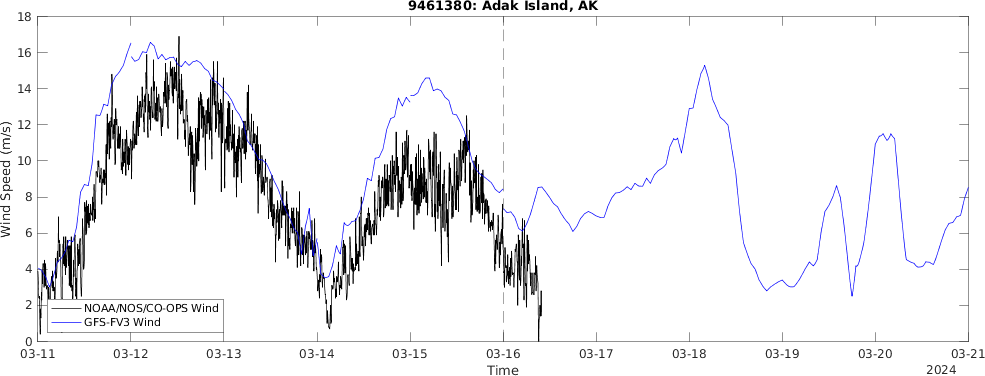 9461380: Adak Island, AK
Wind Speed (m/s)
18
16
14
12
10
8
6
4
2
0
NOAA/NOS/CO-OPS Wind
GFS-FV3 Wind
03-11 03-12 03-13 03-14 03-15 03-16 03-17 03-18 03-19 03-20 03-21
Time
2024